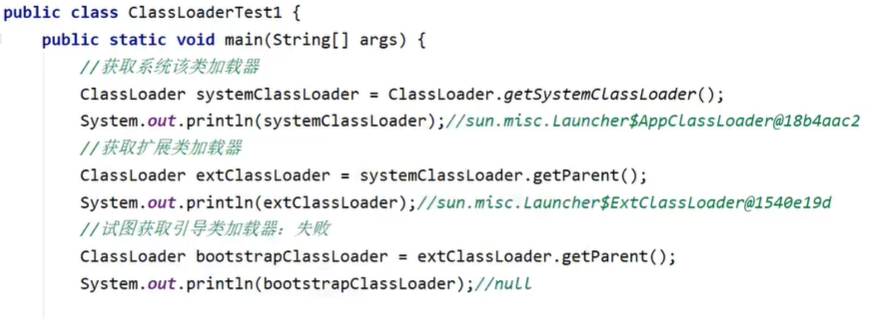 public class ClassLoaderTest1 {
public static void main(String[] args) {
//获取系统该类加载器
ClassLoader systemClassLoader = ClassLoader.getSystemClassLoader();
System.out.println(systemClassLoader);//sun.misc.Launcher$AppClassLoader@18b4aac2
//获取扩展类加载器
ClassLoader extClassLoader = systemClassLoader.getParent();
System.out.println(extClassLoader);//sun.misc.Launcher$ExtClassLoader@1540e19d
//试图获取引导类加载器：失败
ClassLoader bootstrapClassLoader = extClassLoader.getParent();
System.out.println(bootstrapClassLoader);//null